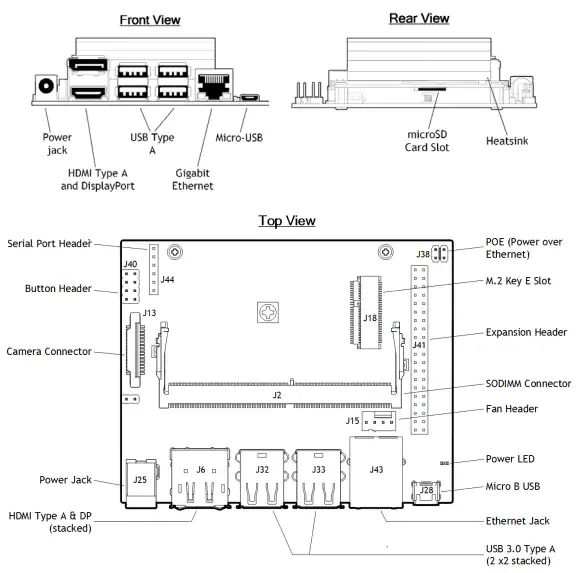 Front View
Rear View
Power
jack
USB Type
A
Micro-USB
HDMI Type A
and DisplayPort
Gigabit
Ethernet
microSD
Card Slot
Heatsink
Top View
Serial Port Header
J40
J44
Button Header
J13
Camera Connector
J38
POE (Power over
Ethernet)
M.2 Key E Slot
J18
J41
Expansion Header
SODIMM Connector
J2
Fan Header
J15
Power LED
Power Jack
J25
J6
J32
J33
J43
J28
Micro B USB
HDMI Type A & DP
(stacked)
Ethernet Jack
USB 3.0 Type A
(2 x2 stacked)